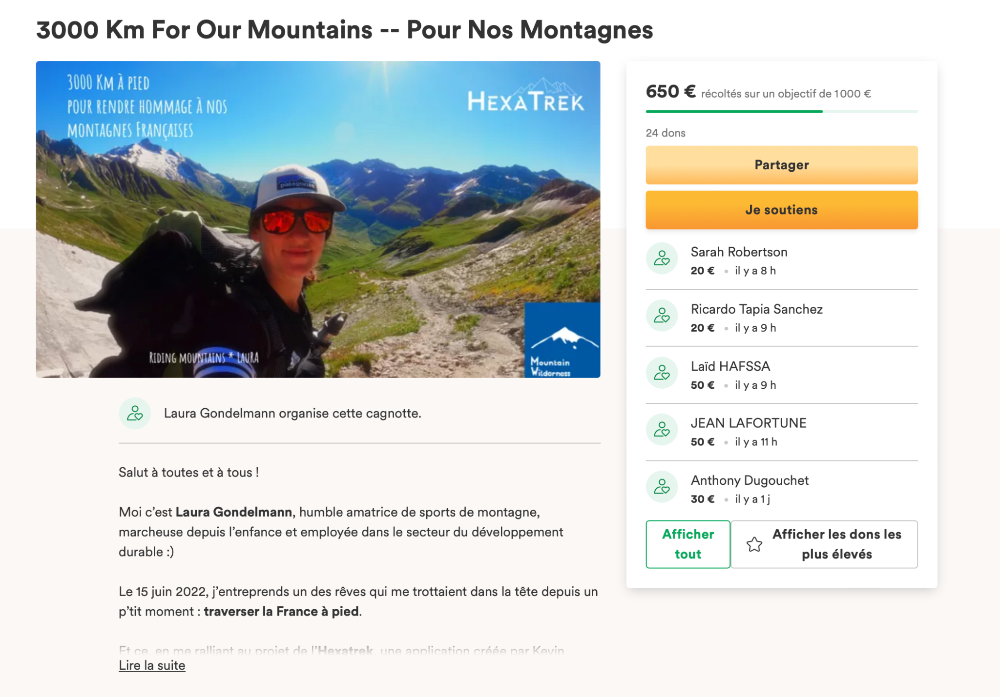 3000 Km For Our Mountains -- Pour Nos Montagnes
3000 Km à pied
pour rendre hommage à nos
montagnes Françaises
HEXATREK
patagonia
Riding mountains * Laura
Mountain
Wilderness
Laura Gondelmann organise cette cagnotte.
Salut à toutes et à tous !
Moi c’est Laura Gondelmann, humble amatrice de sports de montagne,
marcheuse depuis l’enfance et employée dans le secteur du développement
durable :)
Le 15 juin 2022, j’entreprends un des rêves qui me trottaient dans la tête depuis un
p’tit moment : traverser la France à pied.
Et ce, en me ralliant au projet de l’Hexatrek, une application créée par Kevin
Lire la suite
650 € récoltés sur un objectif de 1 000 €
24 dons
Partager
Je soutiens
Sarah Robertson
20 € • il y a 8 h
Ricardo Tapia Sanchez
20 € • il y a 9 h
Laïd HAFSSA
50 € • il y a 9 h
JEAN LAFORTUNE
50 € • il y a 11 h
Anthony Dugouchet
30 € • il y a 1 j
Afficher
tout
Afficher les dons les
plus élevés